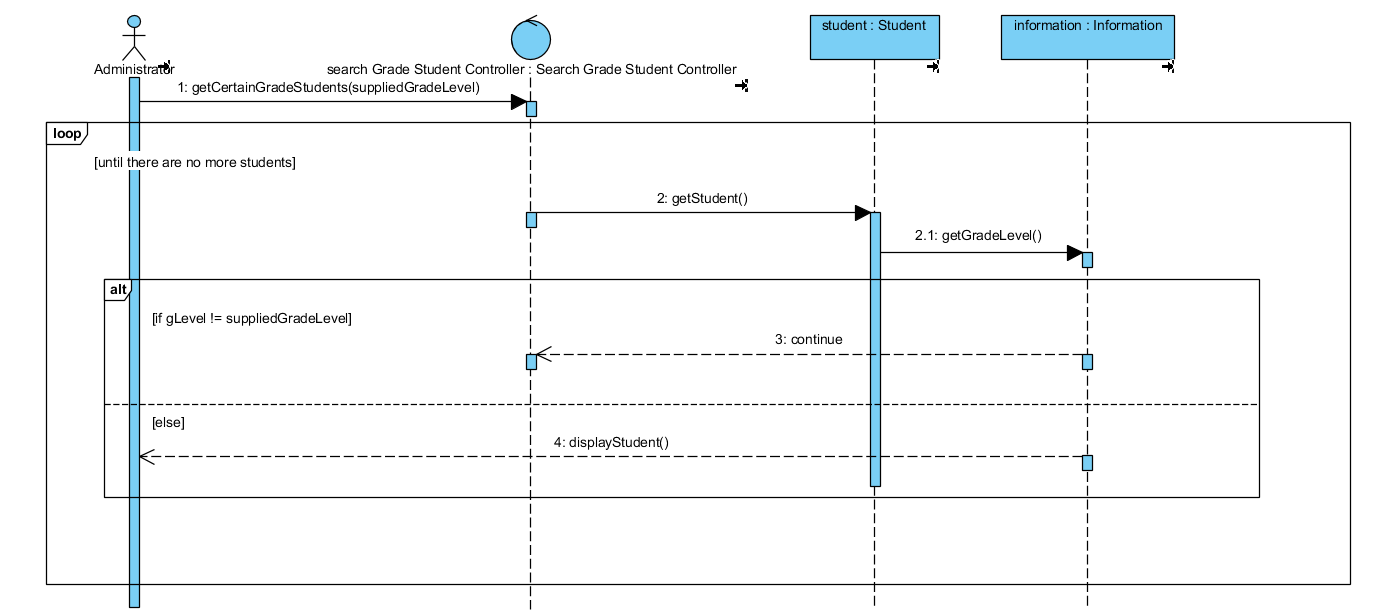 student : Student
information : Information
Administrator
search Grade Student Controller : Search Grade Student Controller
1: getCertainGradeStudents(suppliedGradeLevel)
loop
[until there are no more students]
2: getStudent()
2.1: getGradeLevel()
alt
[if gLevel != suppliedGradeLevel]
3: continue
[else]
4: displayStudent()